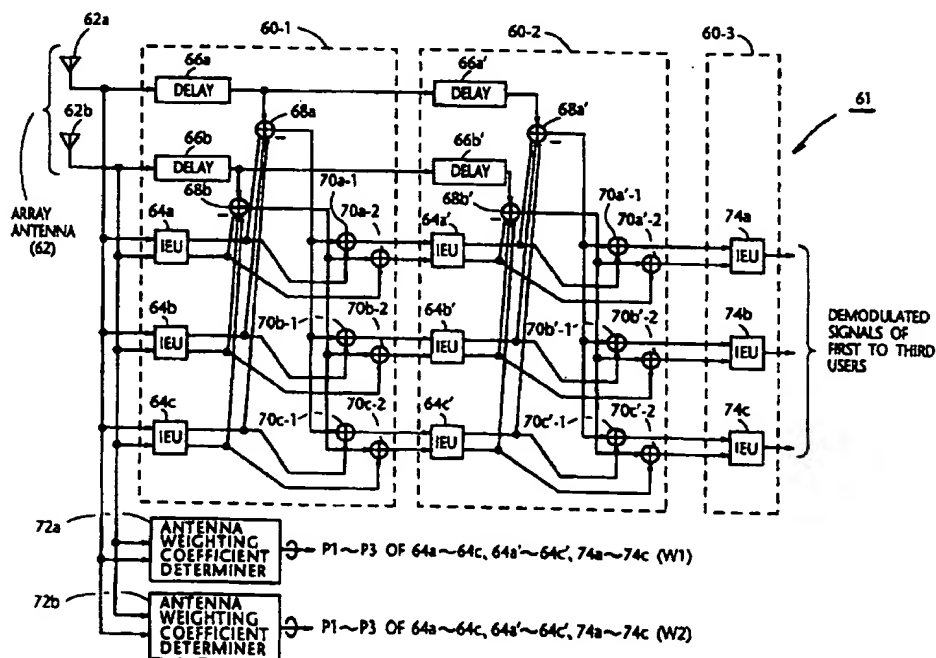 62a
60-1
60-2
60-3
66a
66a'
DELAY
DELAY
68a
68a'
61
62b
66b
66b'
DELAY
DELAY
68b
70a-1
68b'
70a'-1
ARRAY
ANTENNA
(62)
64a
70a-2
64a'
70a'-2
74a
IEU
IEU
IEU
64b
70b-1
70b-2
64b'
70b'-1
70b'-2
74b
IEU
IEU
IEU
DEMODULATED
SIGNALS OF
FIRST TO THIRD
USERS
64c
70c-1
70c-2
64c'
70c'-1
70c'-2
74c
IEU
IEU
IEU
72a
ANTENNA
WEIGHTING
COEFFICIENT
DETERMINER
P1~P3 OF 64a~64c, 64a'~64c', 74a~74c (W1)
72b
ANTENNA
WEIGHTING
COEFFICIENT
P1~P3 OF 64a~64c, 64a'~64c', 74a~74c (W2)
DETERMINER